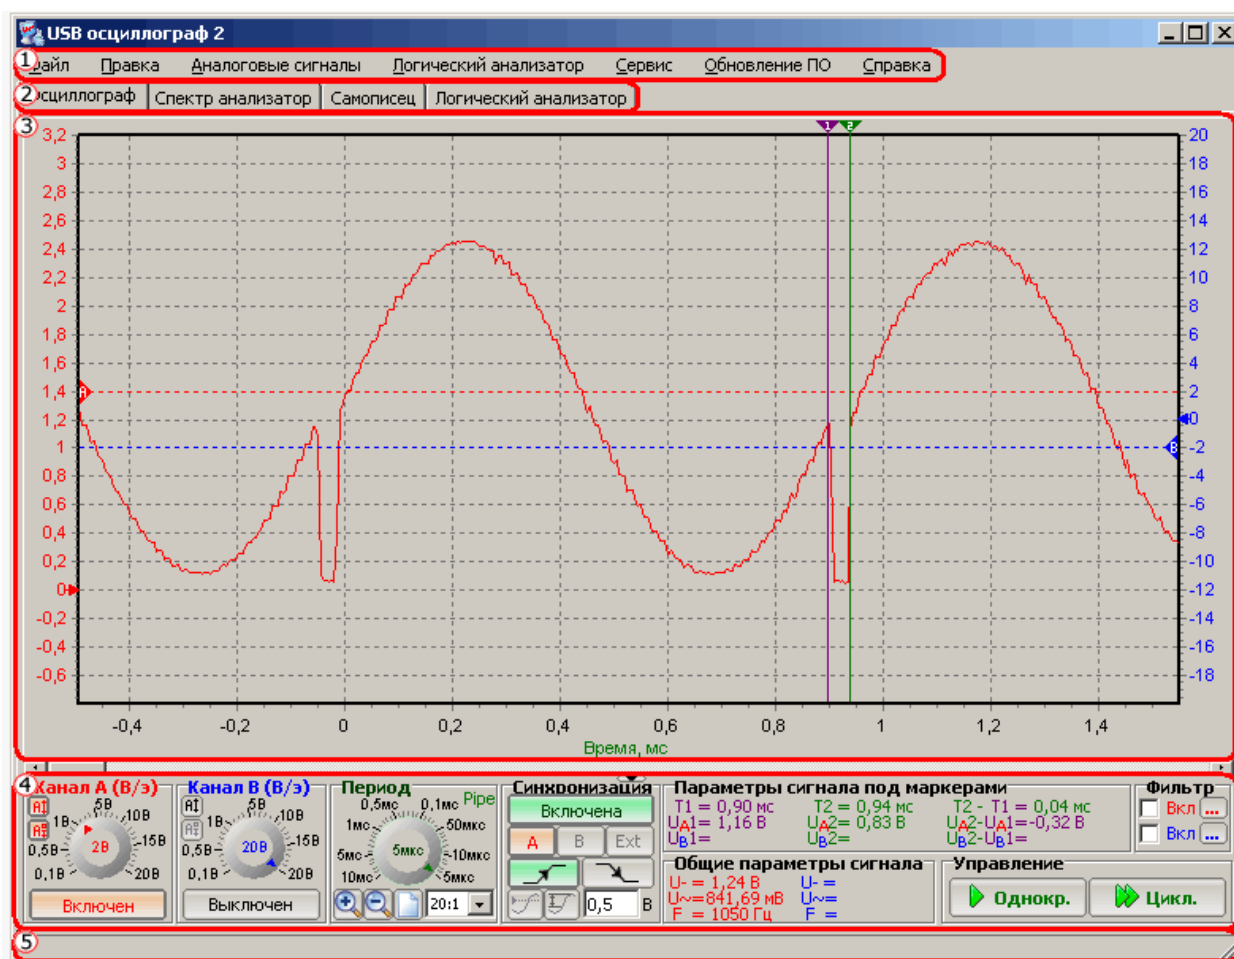 USB осциллограф 2
1 Файл Правка Аналоговые сигналы Логический анализатор Сервис Обновление ПО Справка
2 Осциллограф Спектр анализатор Самописец Логический анализатор
3
1 2
3,2 20
3 18
2,8 16
2,6 14
2,4 12
2,2 10
2 8
1,8 6
1,6 4
1,4 A 2
1,2 0
1 B -2
0,8 -4
0,6 -6
0,4 -8
0,2 -10
0 -12
-0,2 -14
-0,4 -16
-0,6 -18
-0,4 -0,2 0 0,2 0,4 0,6 0,8 1 1,2 1,4
Время, мс
4 Канал A (В/э) Канал B (В/э) Период Синхронизация Параметры сигнала под маркерами Фильтр
5В 10В 1В 15В 0,5В 2В 0,1В 20В
Включен
5В 10В 1В 15В 0,5В 20В 0,1В 20В
Выключен
0,5мс 0,1мс Pipe
1мс 50мкс
5мс 5мкс 10мкс
10мс 5мкс
20:1
Включена
A B Ext
0,5 В
T1 = 0,90 мс T2 = 0,94 мс T2 - T1 = 0,04 мс
UA1= 1,16 В UA2= 0,83 В UA2-UA1=-0,32 В
UB1= UB2= UB2-UB1=
Вкл ...
Вкл ...
Общие параметры сигнала
U- = 1,24 В U- =
U~=841,69 мВ U~=
F = 1050 Гц F =
Управление
Однокр. Цикл.
5